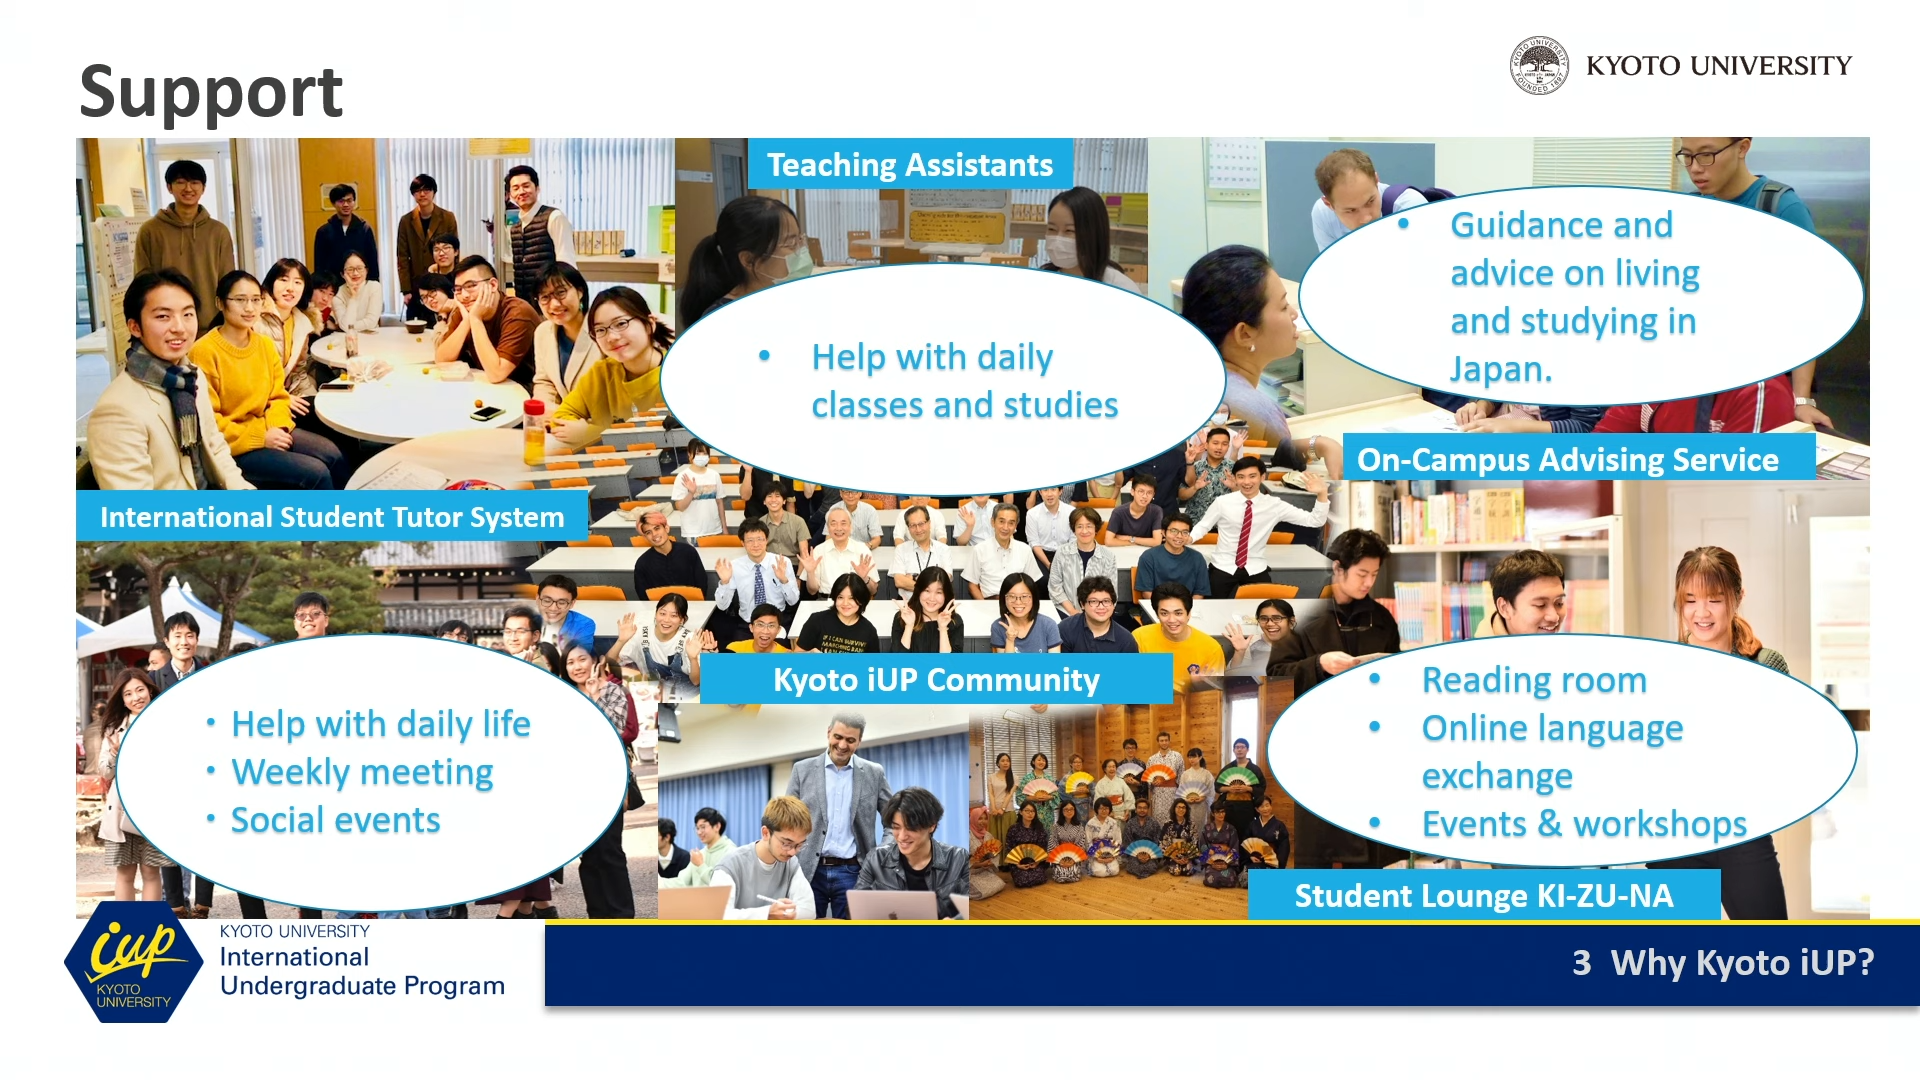 Support
KYOTO UNIVERSITY
Teaching Assistants
• Help with daily
classes and studies
• Guidance and
advice on living
and studying in
Japan.
On-Campus Advising Service
International Student Tutor System
• Help with daily life
• Weekly meeting
• Social events
Kyoto iUP Community
• Reading room
• Online language
exchange
• Events & workshops
Student Lounge KI-ZU-NA
iup
KYOTO
UNIVERSITY
KYOTO UNIVERSITY
International
Undergraduate Program
3 Why Kyoto iUP?